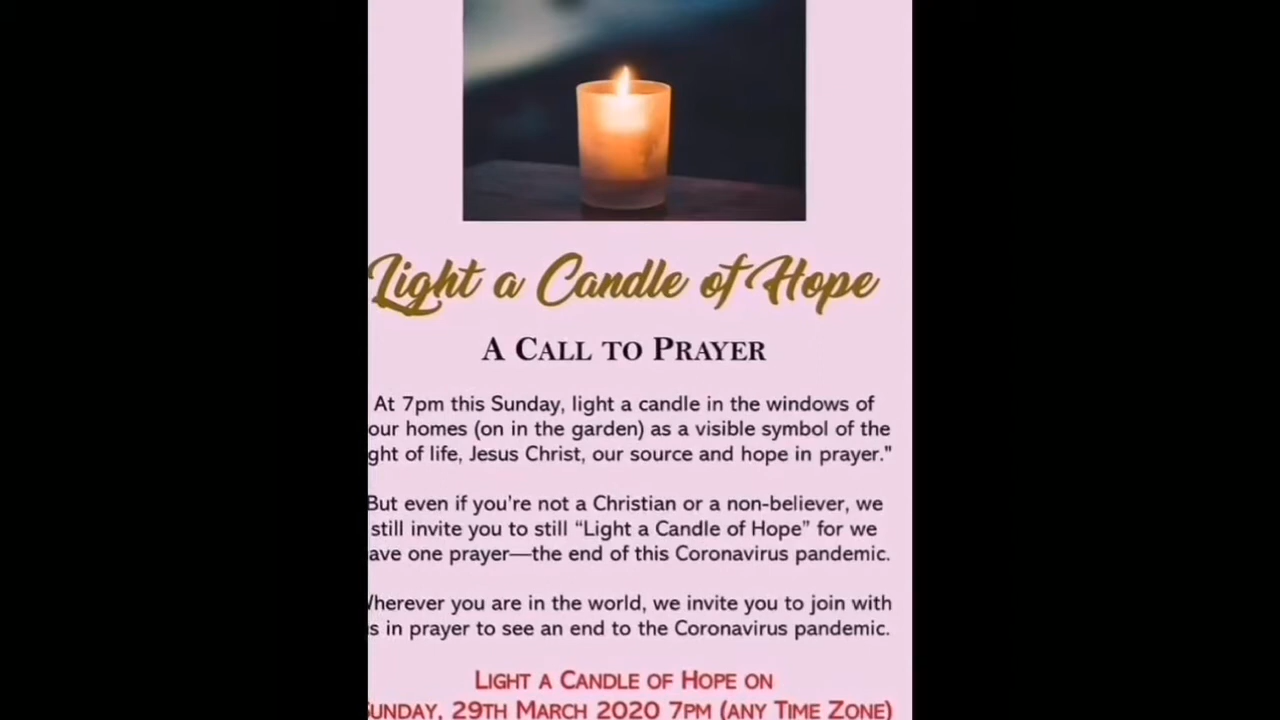 Light a Candle of Hope
A CALL TO PRAYER
At 7pm this Sunday, light a candle in the windows of
our homes (on in the garden) as a visible symbol of the
ght of life, Jesus Christ, our source and hope in prayer."
But even if you're not a Christian or a non-believer, we
still invite you to still “Light a Candle of Hope” for we
ave one prayer—the end of this Coronavirus pandemic.
Wherever you are in the world, we invite you to join with
us in prayer to see an end to the Coronavirus pandemic.
LIGHT A CANDLE OF HOPE ON
SUNDAY, 29TH MARCH 2020 7PM (ANY TIME ZONE)